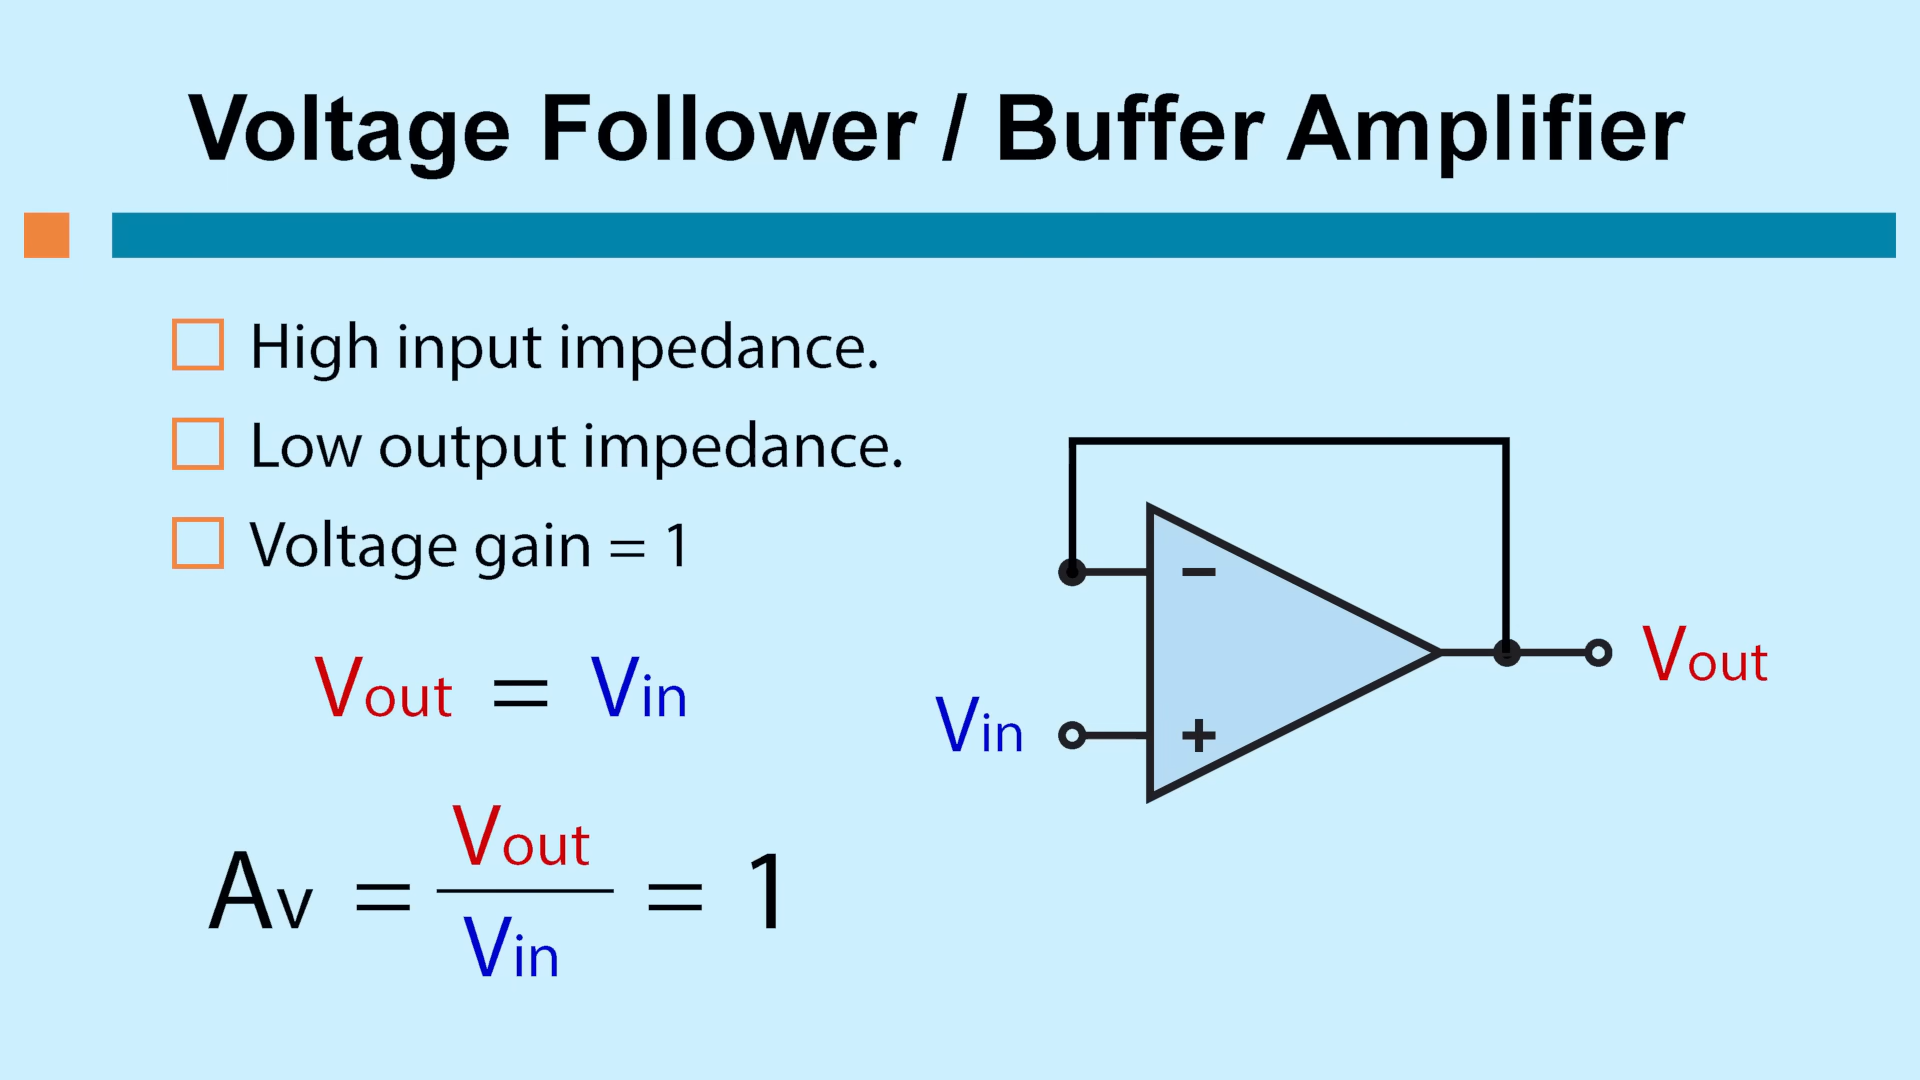 Voltage Follower / Buffer Amplifier
High input impedance.
Low output impedance.
Voltage gain = 1
Vout = Vin
Av = Vout / Vin = 1
−
+
Vin
Vout